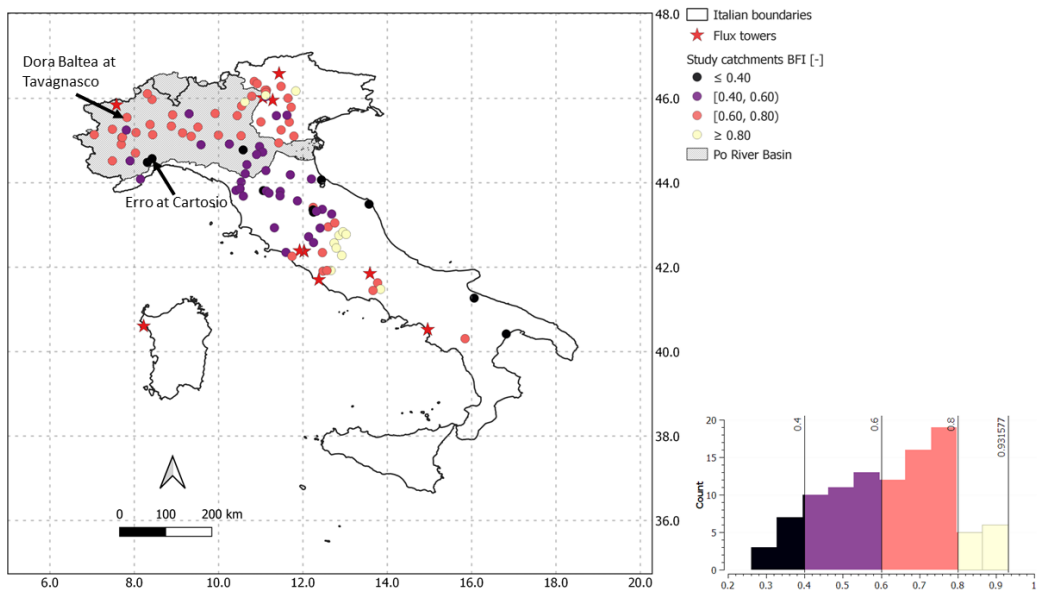 48.0
46.0
44.0
42.0
40.0
38.0
36.0
6.0 8.0 10.0 12.0 14.0 16.0 18.0 20.0
Dora Baltea at
Tavagnasco
Erro at Cartosio
0 100 200 km
Italian boundaries
Flux towers
Study catchments BFI [-]
≤ 0.40
[0.40, 0.60)
[0.60, 0.80)
≥ 0.80
Po River Basin
20
15
10
5
0
Count
0.4
0.6
0.8
0.931577
0.2 0.3 0.4 0.5 0.6 0.7 0.8 0.9 1